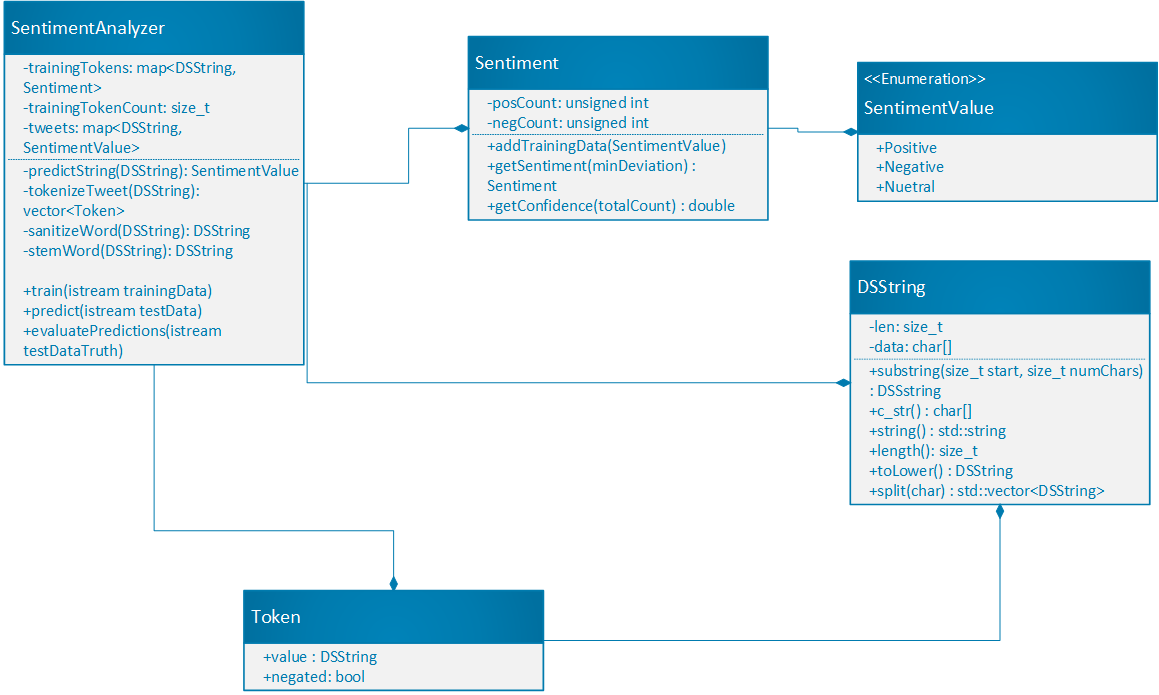 SentimentAnalyzer
-trainingTokens: map<DSString,
Sentiment>
-trainingTokenCount: size_t
-tweets: map<DSString,
SentimentValue>
-predictString(DSString): SentimentValue
-tokenizeTweet(DSString):
vector<Token>
-sanitizeWord(DSString): DSString
-stemWord(DSString): DSString
+train(istream trainingData)
+predict(istream testData)
+evaluatePredictions(istream
testDataTruth)
Sentiment
-posCount: unsigned int
-negCount: unsigned int
+addTrainingData(SentimentValue)
+getSentiment(minDeviation) :
Sentiment
+getConfidence(totalCount) : double
<<Enumeration>>
SentimentValue
+Positive
+Negative
+Nuetral
DSString
-len: size_t
-data: char[]
+substring(size_t start, size_t numChars)
: DSSstring
+c_str() : char[]
+string() : std::string
+length(): size_t
+toLower() : DSString
+split(char) : std::vector<DSString>
Token
+value : DSString
+negated: bool